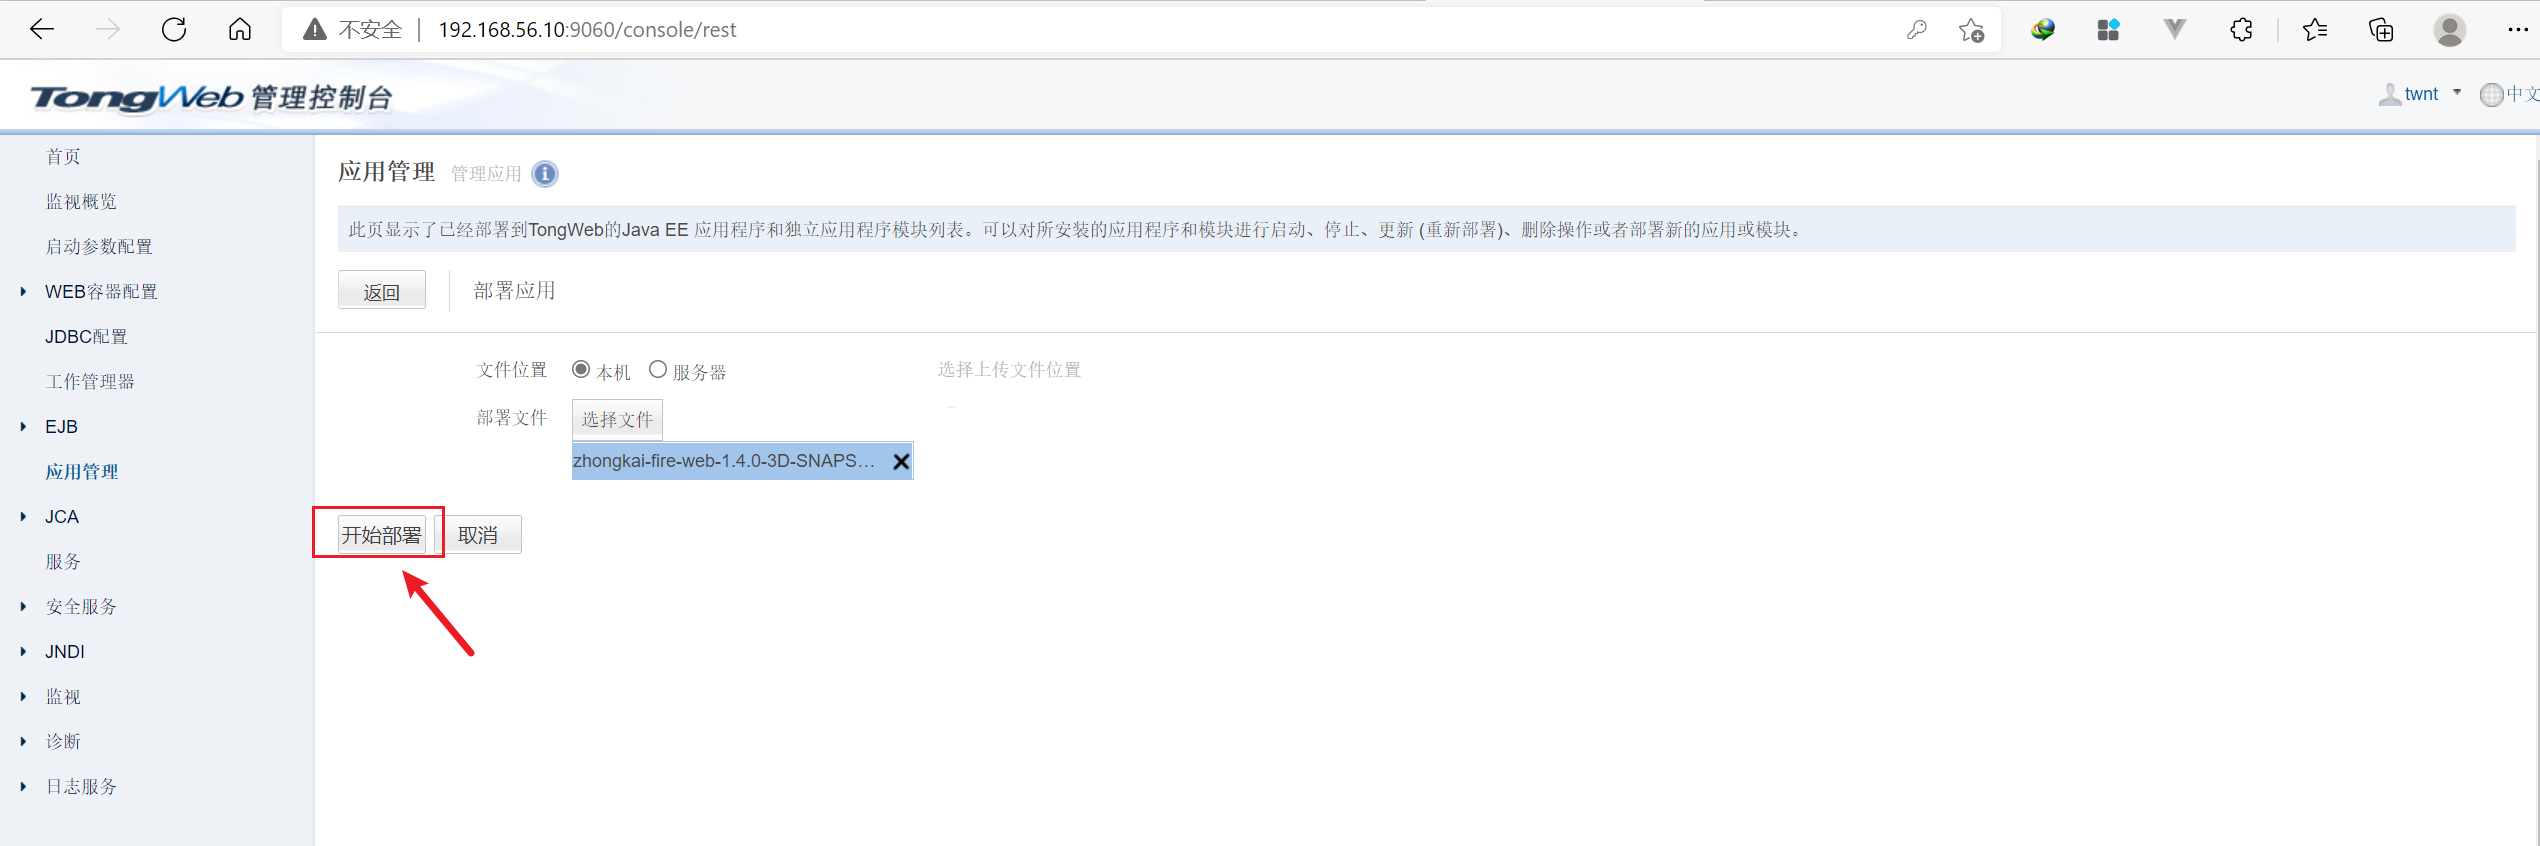 不安全 | 192.168.56.10:9060/console/rest
TongWeb 管理控制台
twnt 中文
首页
监视概览
启动参数配置
WEB容器配置
JDBC配置
工作管理器
EJB
应用管理
JCA
服务
安全服务
JNDI
监视
诊断
日志服务
应用管理 管理应用
此页显示了已经部署到TongWeb的Java EE 应用程序和独立应用程序模块列表。可以对所安装的应用程序和模块进行启动、停止、更新 (重新部署)、删除操作或者部署新的应用或模块。
返回 部署应用
文件位置 本机 服务器 选择上传文件位置
部署文件 选择文件
zhongkai-fire-web-1.4.0-3D-SNAPS...
开始部署 取消